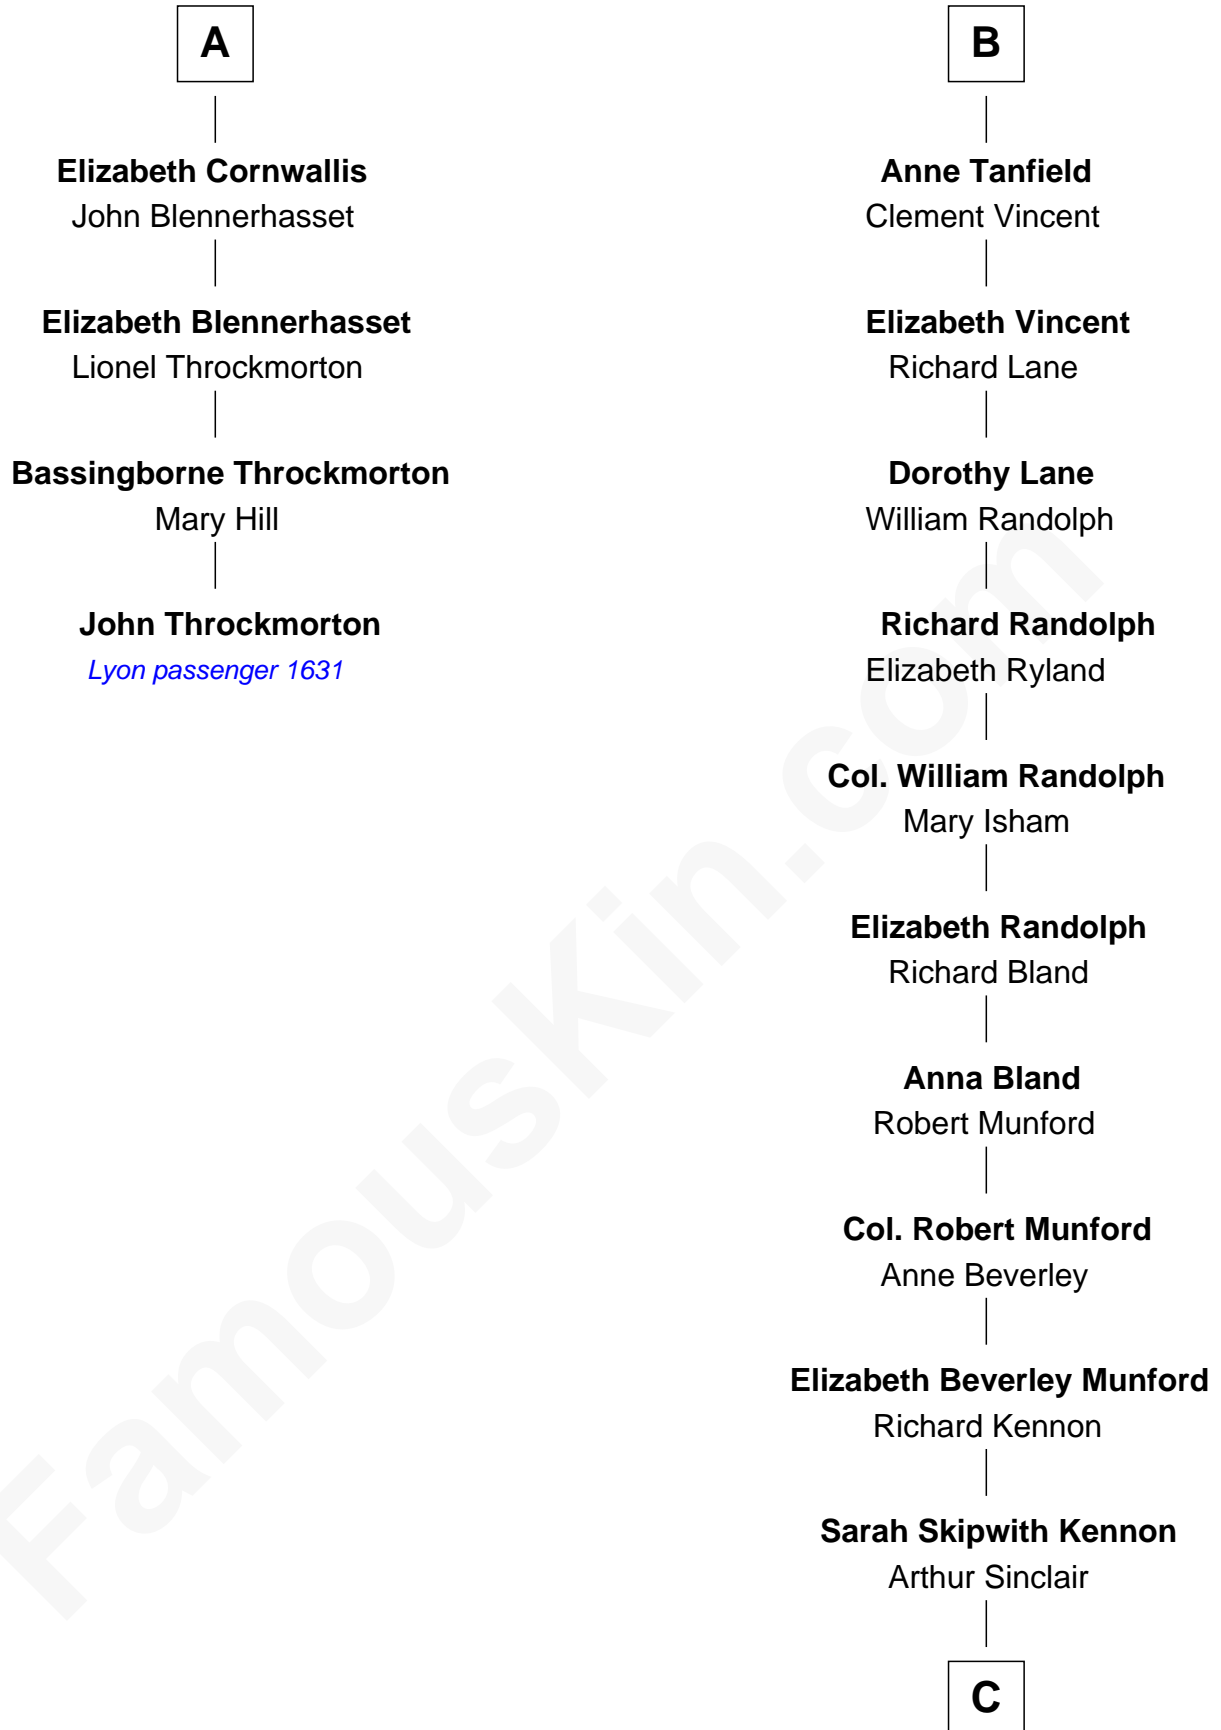 A
Elizabeth Cornwallis
John Blennerhasset
Elizabeth Blennerhasset
Lionel Throckmorton
Bassingborne Throckmorton
Mary Hill
John Throckmorton
Lyon passenger 1631
B
Anne Tanfield
Clement Vincent
Elizabeth Vincent
Richard Lane
Dorothy Lane
William Randolph
Richard Randolph
Elizabeth Ryland
Col. William Randolph
Mary Isham
Elizabeth Randolph
Richard Bland
Anna Bland
Robert Munford
Col. Robert Munford
Anne Beverley
Elizabeth Beverley Munford
Richard Kennon
Sarah Skipwith Kennon
Arthur Sinclair
C
FamousKin.com